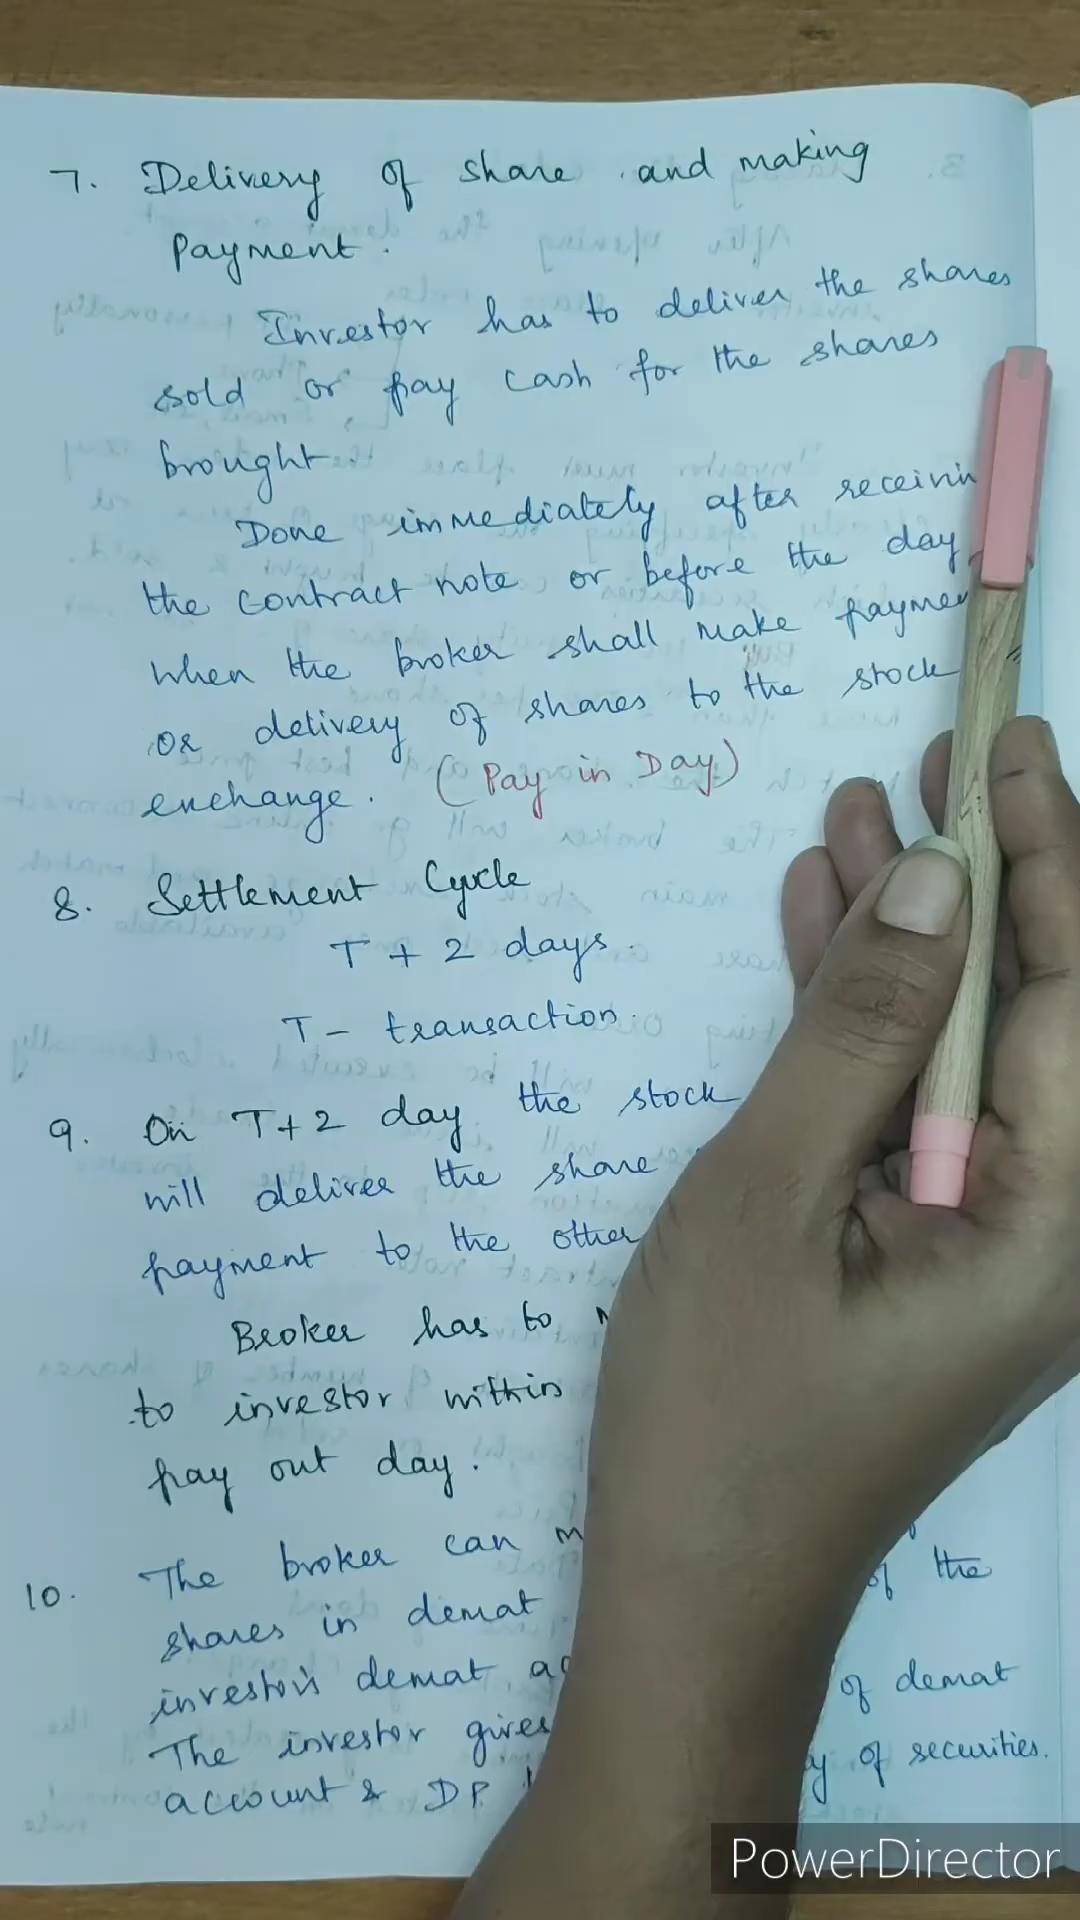 7. Delivery of share and making
Payment.
Investor has to deliver the shares
sold or pay cash for the shares
brought
Done immediately after
the contract note or before the day
when the broker shall make
or delivery of shares to the stock
exchange. (Pay in Day)
8. Settlement Cycle
T + 2 days.
T - transaction.
9. On T+2 day the stock
will deliver the share
payment to the other
Broker has to
to investor within
pay out day.
10. The broker can
shares in demat of the
investor's demat of demat
The investor gives of securities.
account & DP.
PowerDirector